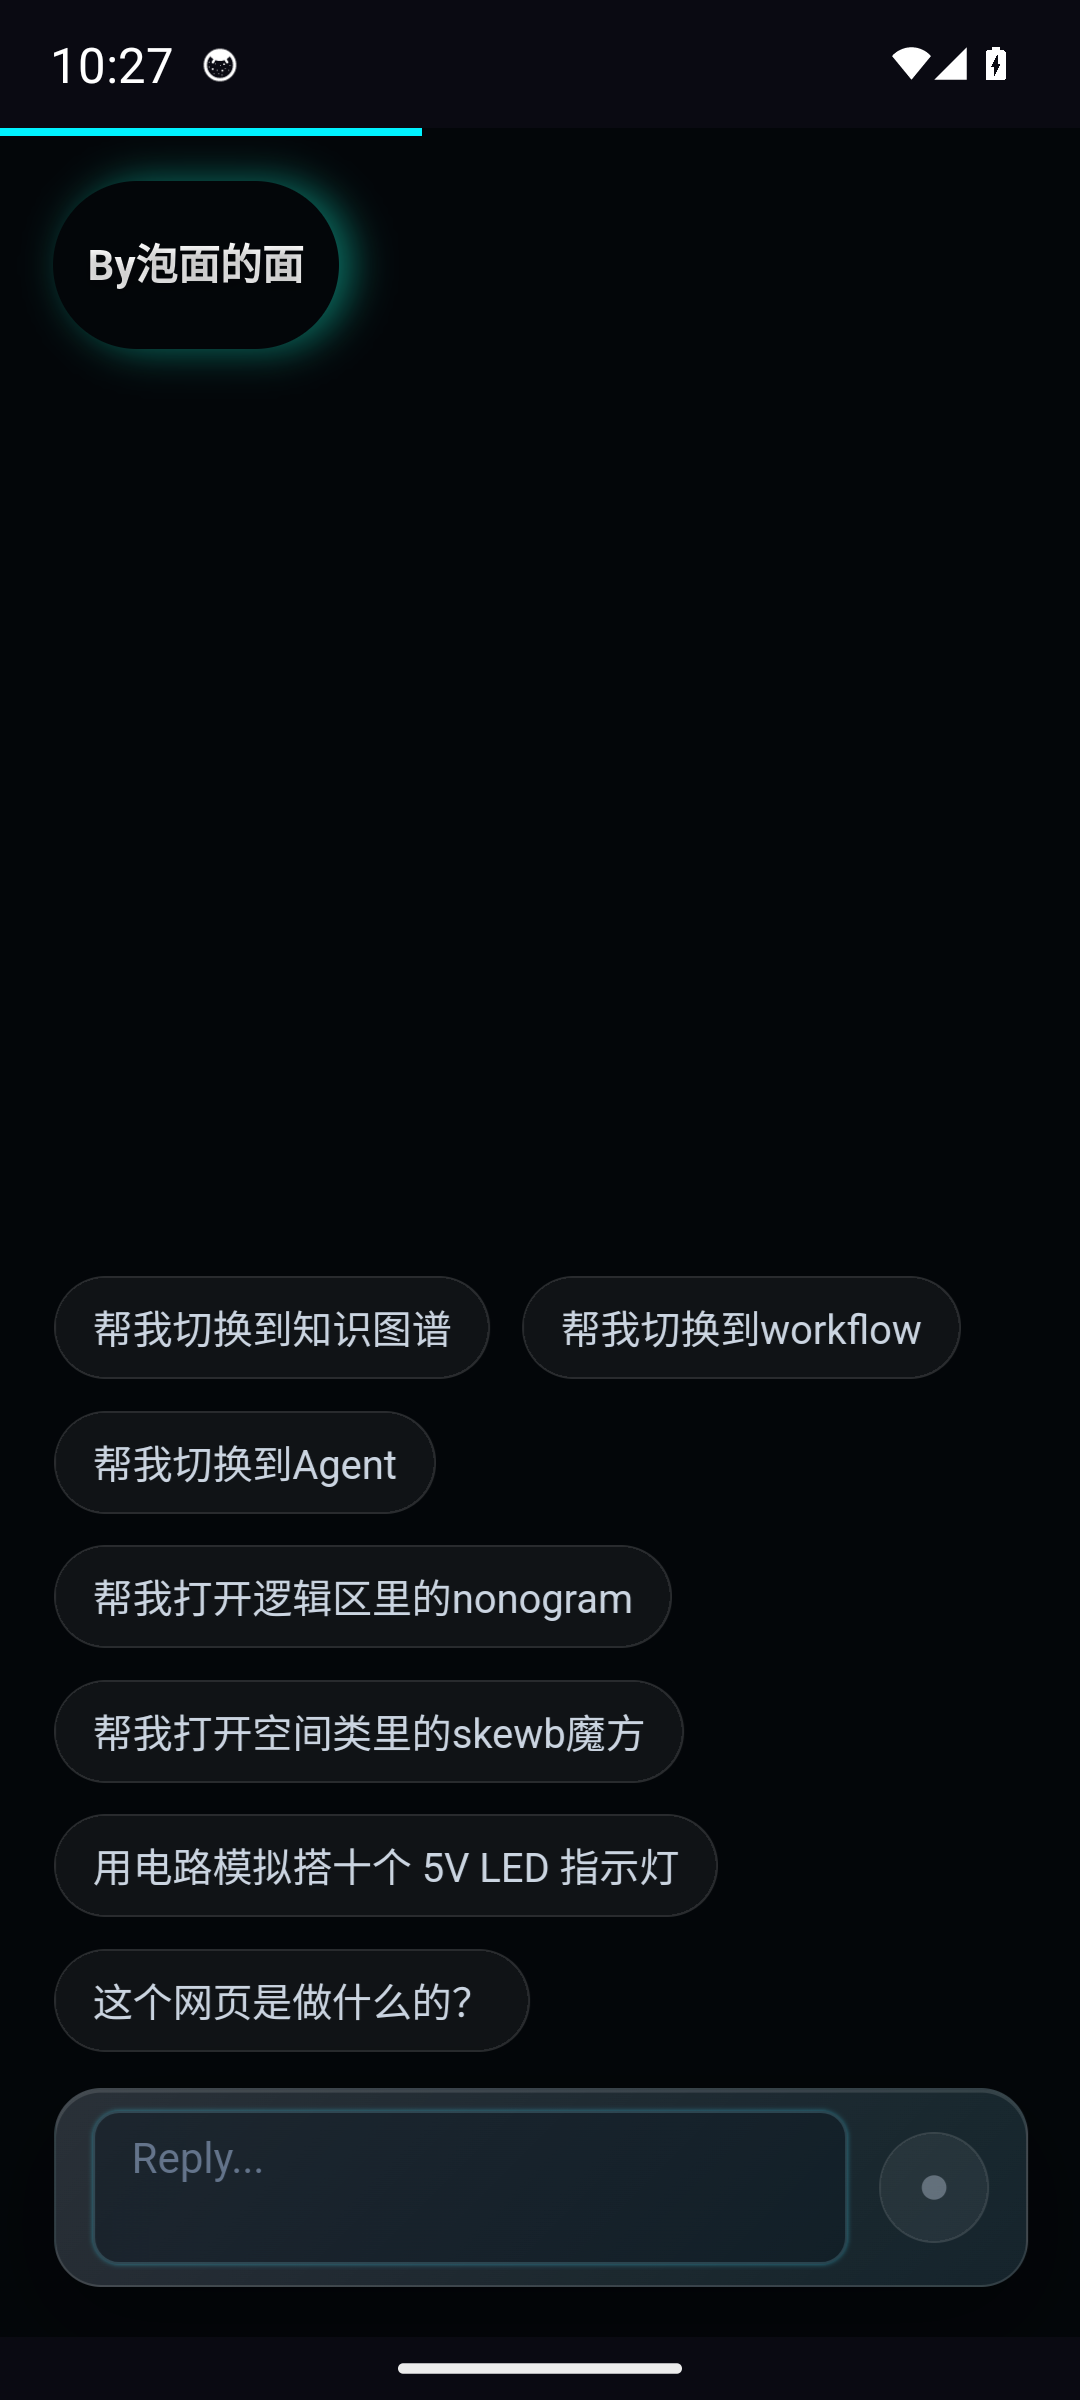 10:27
By泡面的面
帮我切换到知识图谱
帮我切换到workflow
帮我切换到Agent
帮我打开逻辑区里的nonogram
帮我打开空间类里的skewb魔方
用电路模拟搭十个 5V LED 指示灯
这个网页是做什么的？
Reply...